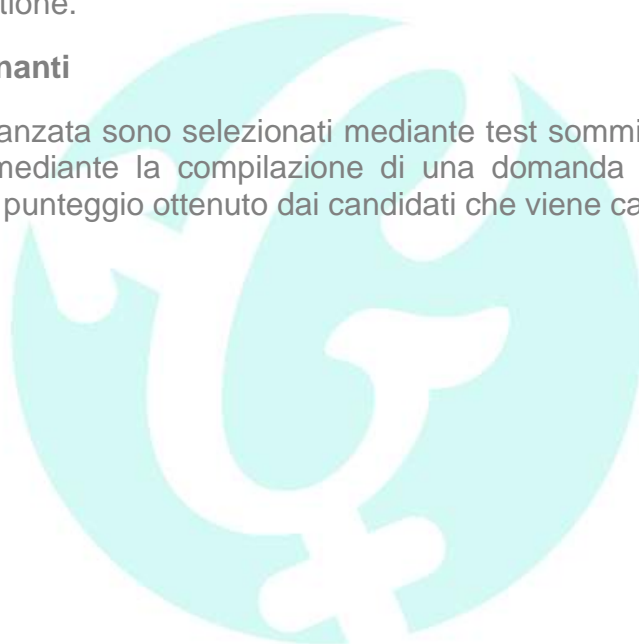 tione.
nanti
anzata sono selezionati mediante test sommi
mediante la compilazione di una domanda
punteggio ottenuto dai candidati che viene ca